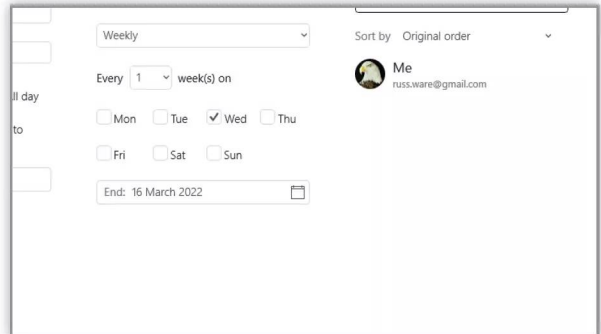 Weekly
Sort by Original order
Every 1 week(s) on
Me
russ.ware@gmail.com
ll day
Mon Tue Wed Thu
to
Fri Sat Sun
End: 16 March 2022